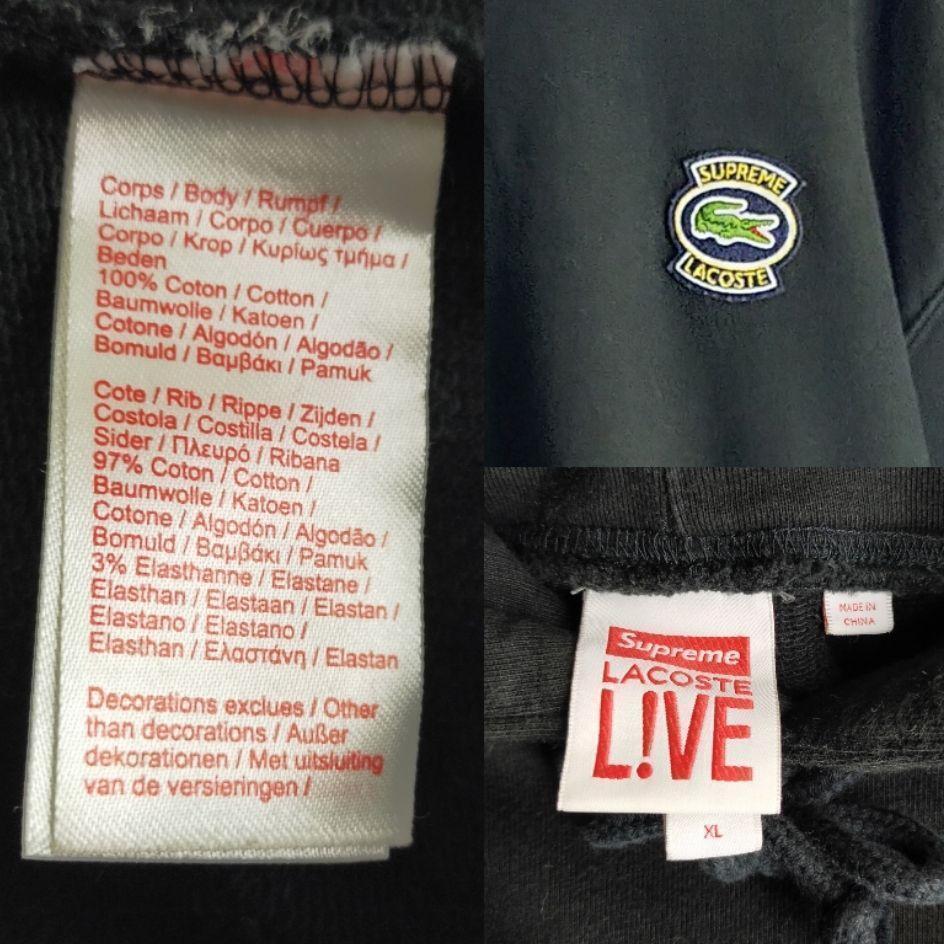 Corps / Body / Rumpf /
Lichaam / Corpo / Cuerpo /
Corpo / Krop / Κυρίως τμήμα /
Beden
100% Coton / Cotton /
Baumwolle / Katoen /
Cotone / Algodón / Algodão /
Bomuld / Βαμβάκι / Pamuk
Cote / Rib / Rippe / Zijden /
Costola / Costilla / Costela /
Sider / Πλευρό / Ribana
97% Coton / Cotton /
Baumwolle / Katoen /
Cotone / Algodón / Algodão /
Bomuld / Βαμβάκι / Pamuk
3% Elasthanne / Elastane /
Elasthan / Elastaan / Elastan /
Elastano / Elastano /
Elasthan / Ελαστάνη / Elastan
Decorations exclues / Other
than decorations / Außer
dekorationen / Met uitsluiting
van de versieringen /
SUPREME
LACOSTE
Supreme
LACOSTE
L!VE
XL
MADE IN
CHINA